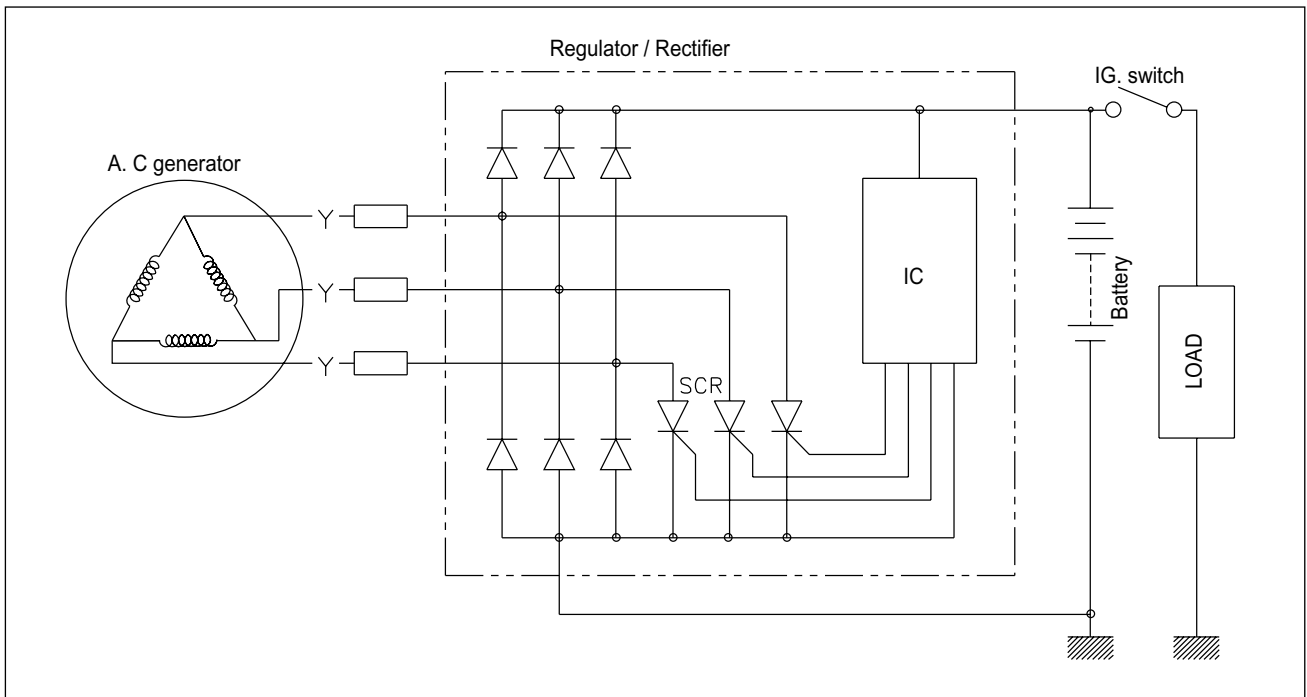 Regulator / Rectifier
IG. switch
A. C generator
Y
Y
Y
IC
SCR
Battery
LOAD